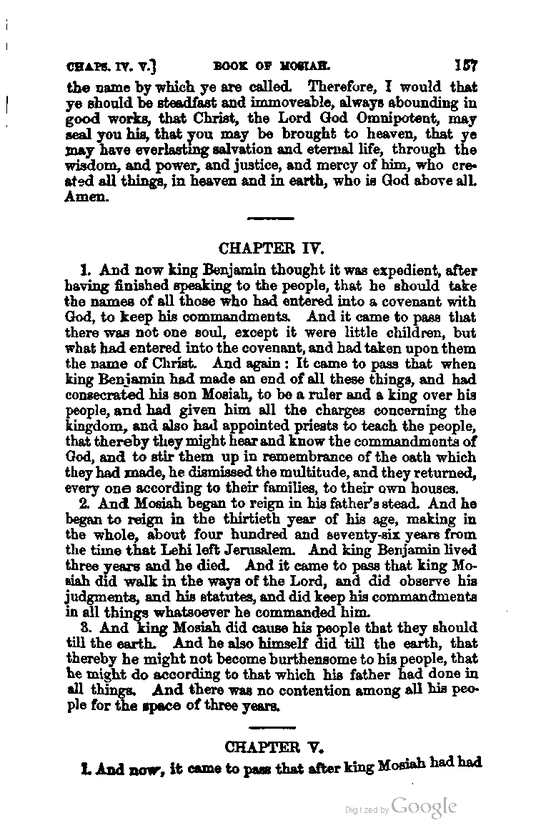 CHAPS. IV. V.] BOOK OF MOSIAH. 157
the name by which ye are called. Therefore, I would that
ye should be steadfast and immoveable, always abounding in
good works, that Christ, the Lord God Omnipotent, may
seal you his, that you may be brought to heaven, that ye
may have everlasting salvation and eternal life, through the
wisdom, and power, and justice, and mercy of him, who cre-
ated all things, in heaven and in earth, who is God above all.
Amen.
CHAPTER IV.
1. And now king Benjamin thought it was expedient, after
having finished speaking to the people, that he should take
the names of all those who had entered into a covenant with
God, to keep his commandments. And it came to pass that
there was not one soul, except it were little children, but
what had entered into the covenant, and had taken upon them
the name of Christ. And again: It came to pass that when
king Benjamin had made an end of all these things, and had
consecrated his son Mosiah, to be a ruler and a king over his
people, and had given him all the charges concerning the
kingdom, and also had appointed priests to teach the people,
that thereby they might hear and know the commandments of
God, and to stir them up in remembrance of the oath which
they had made, he dismissed the multitude, and they returned,
every one according to their families, to their own houses.
2. And Mosiah began to reign in his father's stead. And he
began to reign in the thirtieth year of his age, making in
the whole, about four hundred and seventy-six years from
the time that Lehi left Jerusalem. And king Benjamin lived
three years and he died. And it came to pass that king Mo-
siah did walk in the ways of the Lord, and did observe his
judgments, and his statutes, and did keep his commandments
in all things whatsoever he commanded him.
3. And king Mosiah did cause his people that they should
till the earth. And he also himself did till the earth, that
thereby he might not become burthensome to his people, that
he might do according to that which his father had done in
all things. And there was no contention among all his peo-
ple for the space of three years.
CHAPTER V.
1. And now, it came to pass that after king Mosiah had had
Digitized by Google